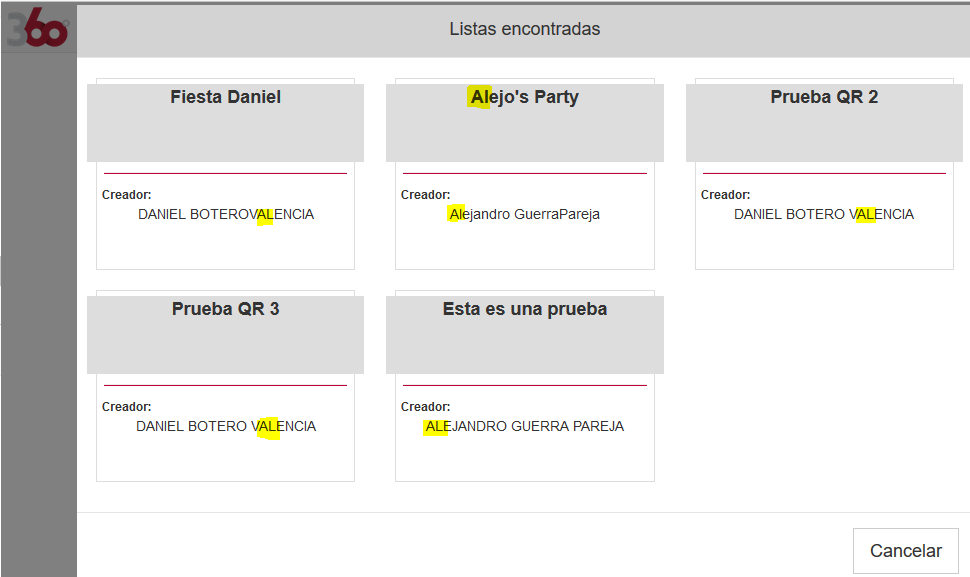 360°
Listas encontradas
Fiesta Daniel
Creador:
DANIEL BOTEROVALENCIA
Alejo's Party
Creador:
Alejandro GuerraPareja
Prueba QR 2
Creador:
DANIEL BOTERO VALENCIA
Prueba QR 3
Creador:
DANIEL BOTERO VALENCIA
Esta es una prueba
Creador:
ALEJANDRO GUERRA PAREJA
Cancelar